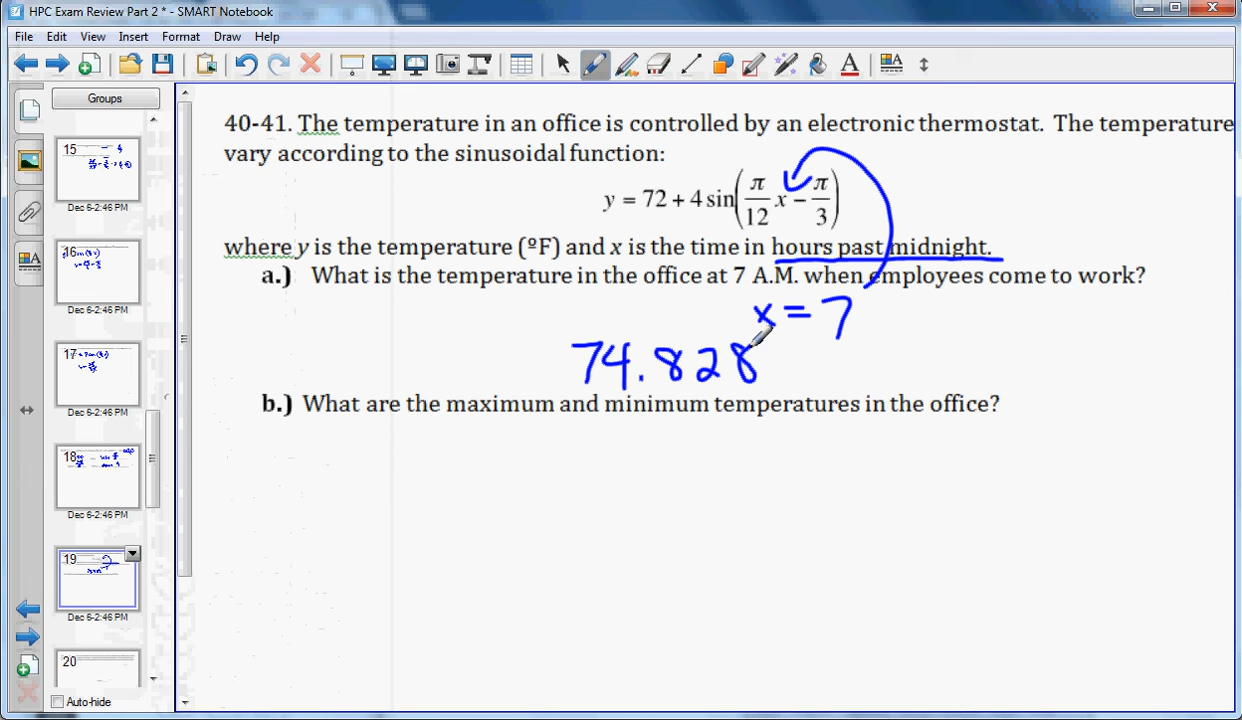 HPC Exam Review Part 2 * - SMART Notebook
File Edit View Insert Format Draw Help
Groups
15
Dec 6-2:46 PM
16
Dec 6-2:46 PM
17
Dec 6-2:46 PM
18
Dec 6-2:46 PM
19
Dec 6-2:46 PM
20
Auto-hide
40-41. The temperature in an office is controlled by an electronic thermostat. The temperature
vary according to the sinusoidal function:
y = 72 + 4 sin(π/12 x − π/3)
where y is the temperature (ºF) and x is the time in hours past midnight.
a.) What is the temperature in the office at 7 A.M. when employees come to work?
x = 7
74.828
b.) What are the maximum and minimum temperatures in the office?